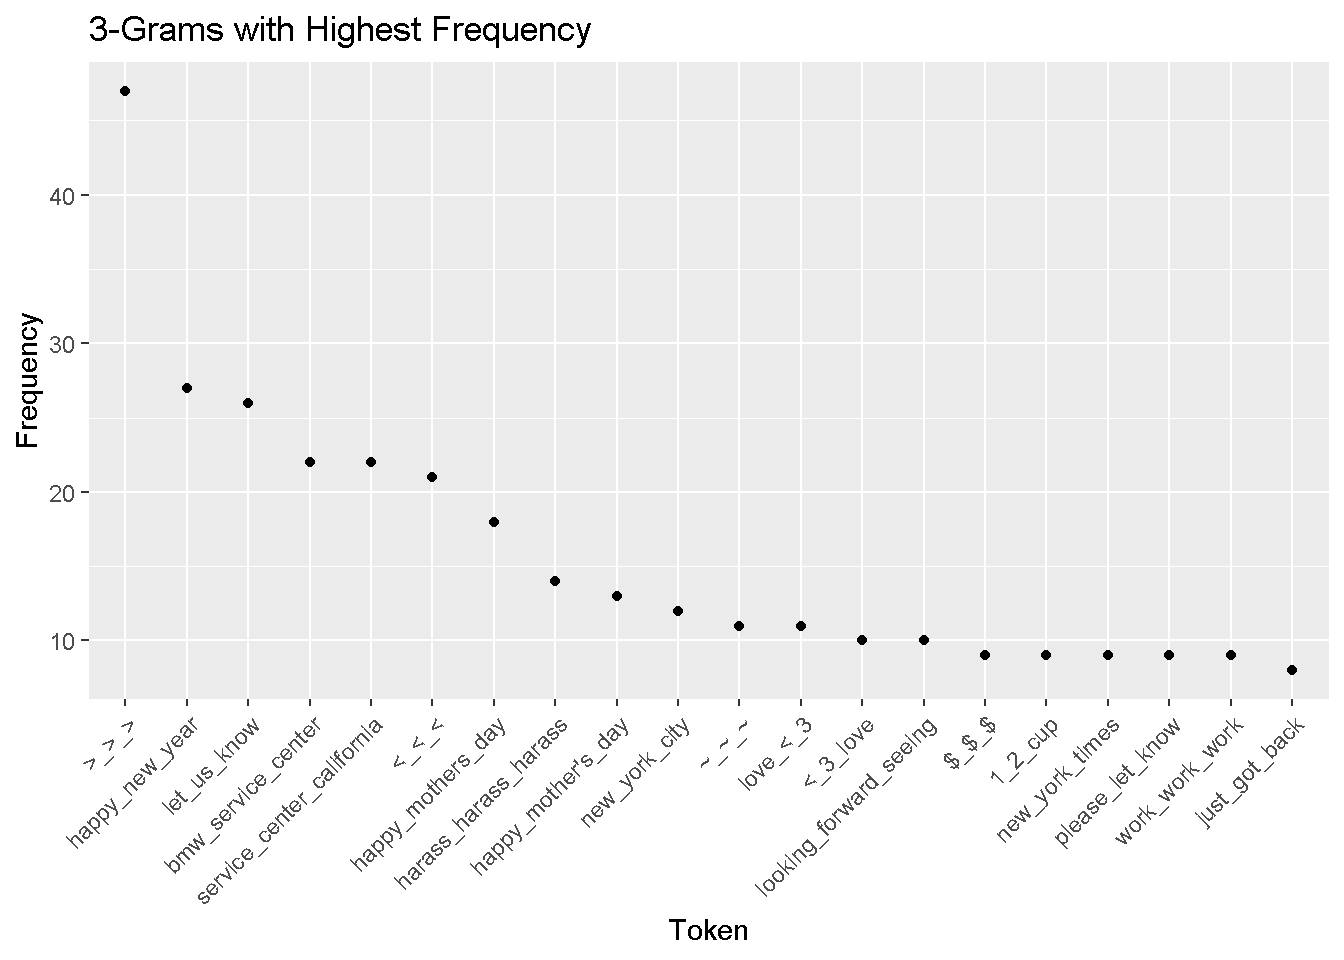 3-Grams with Highest Frequency
Frequency
40
30
20
10
>_>_>
happy_new_year
let_us_know
bmw_service_center
service_center_california
<_<_<
happy_mothers_day
harass_harass_harass
happy_mother's_day
new_york_city
~_~_~
love_<_3
<_3_love
looking_forward_seeing
$_$_$
1_2_cup
new_york_times
please_let_know
work_work_work
just_got_back
Token